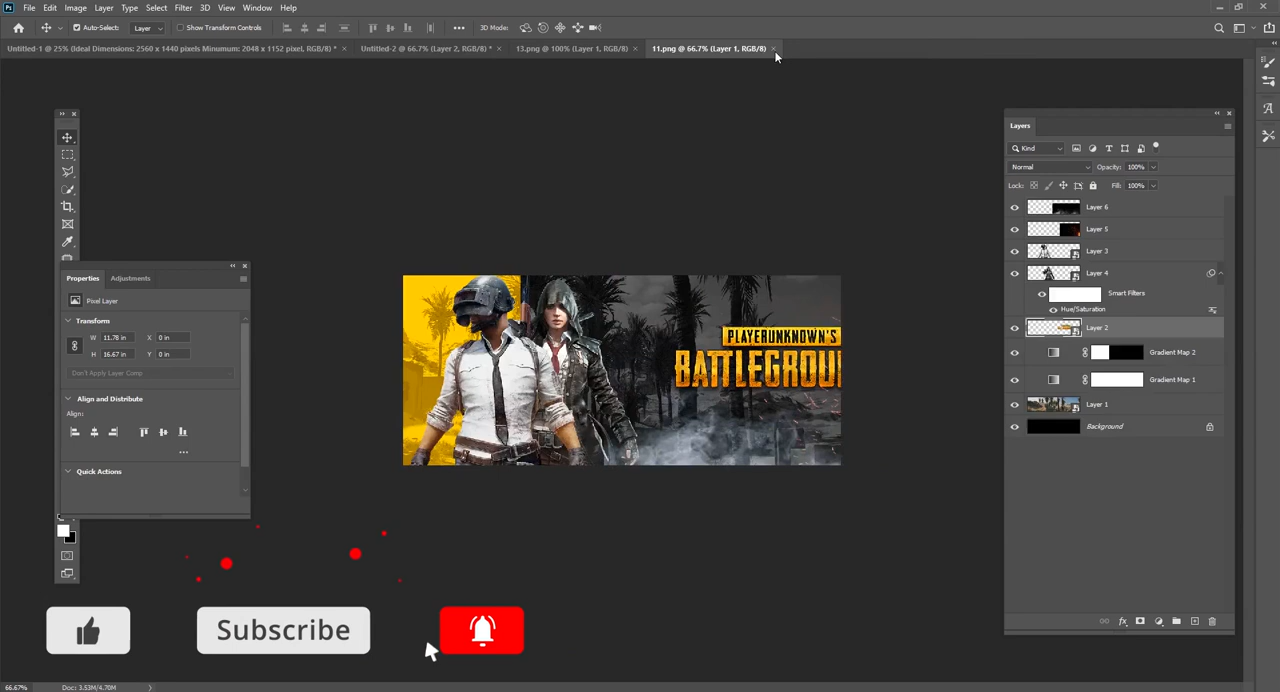 Ps File Edit Image Layer Type Select Filter 3D View Window Help
Auto-Select: Layer Show Transform Controls 3D Mode:
Untitled-1 @ 25% (Ideal Dimensions: 2560 x 1440 pixels Minumum: 2048 x 1152 pixel, RGB/8) * × Untitled-2 @ 66.7% (Layer 2, RGB/8) * × 13.png @ 100% (Layer 1, RGB/8) × 11.png @ 66.7% (Layer 1, RGB/8) ×
Properties Adjustments
Pixel Layer
Transform
W 11.78 in X 0 in
H 16.67 in Y 0 in
Don't Apply Layer Comp
Align and Distribute
Align:
Quick Actions
PLAYERUNKNOWN'S
BATTLEGROU
Layers
Kind
Normal Opacity: 100%
Lock: Fill: 100%
Layer 6
Layer 5
Layer 3
Layer 4
Smart Filters
Hue/Saturation
Layer 2
Gradient Map 2
Gradient Map 1
Layer 1
Background
fx
Subscribe
66.67% Doc: 3.53M/4.70M